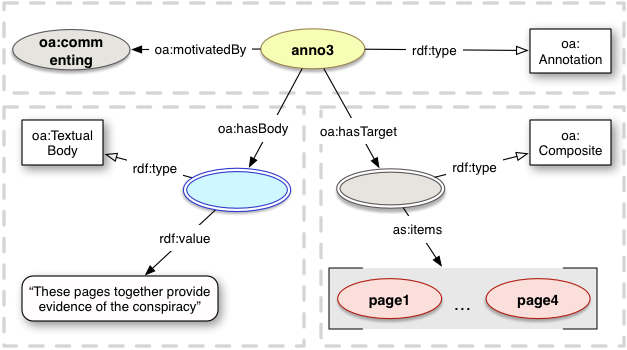 oa:comm
enting
oa:motivatedBy
anno3
rdf:type
oa:
Annotation
oa:hasBody
oa:hasTarget
oa:Textual
Body
rdf:type
rdf:type
oa:
Composite
rdf:value
as:items
“These pages together provide
evidence of the conspiracy”
page1
...
page4